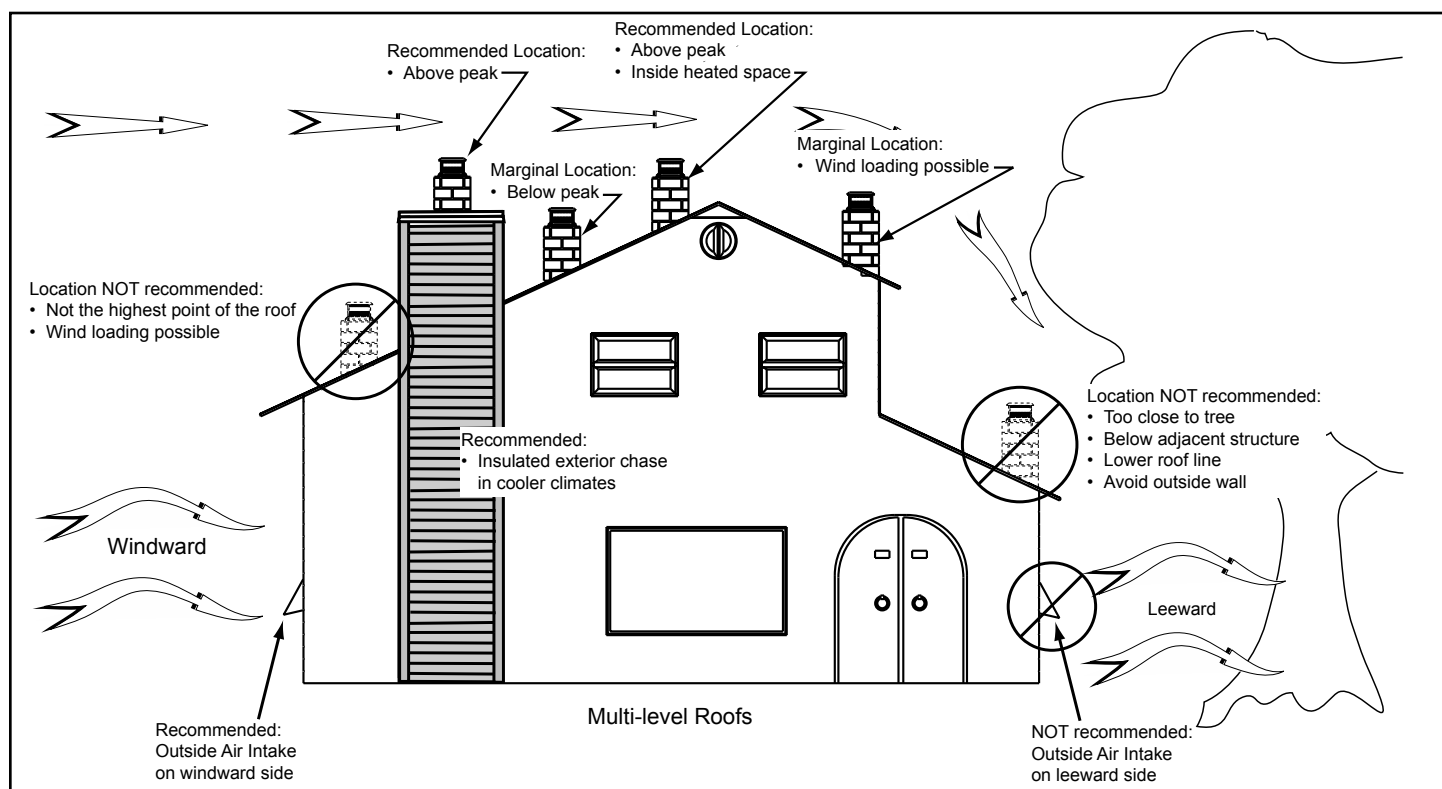 Recommended Location:
• Above peak
• Inside heated space
Recommended Location:
• Above peak
Marginal Location:
• Wind loading possible
Marginal Location:
• Below peak
Location NOT recommended:
• Not the highest point of the roof
• Wind loading possible
Location NOT recommended:
• Too close to tree
• Below adjacent structure
• Lower roof line
• Avoid outside wall
Recommended:
• Insulated exterior chase
in cooler climates
Windward
Leeward
Multi-level Roofs
Recommended:
Outside Air Intake
on windward side
NOT recommended:
Outside Air Intake
on leeward side